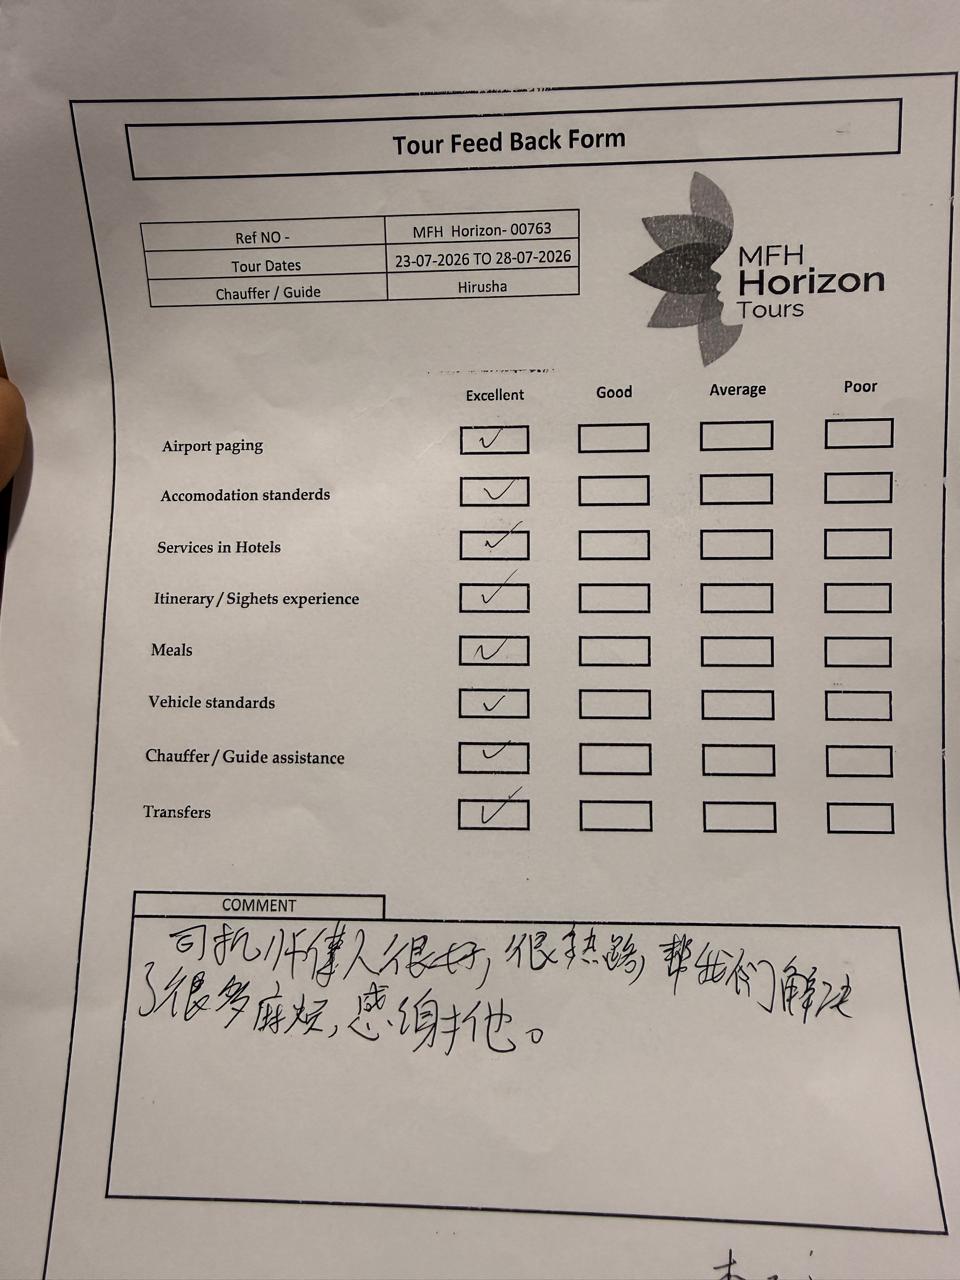 Tour Feed Back Form
Ref NO - MFH Horizon- 00763
Tour Dates 23-07-2026 TO 28-07-2026
Chauffer / Guide Hirusha
MFH
Horizon
Tours
Excellent Good Average Poor
Airport paging
Accomodation standerds
Services in Hotels
Itinerary / Sighets experience
Meals
Vehicle standards
Chauffer / Guide assistance
Transfers
COMMENT
司机师傅人很好,很热情,帮我们解决
了很多麻烦,感谢他。